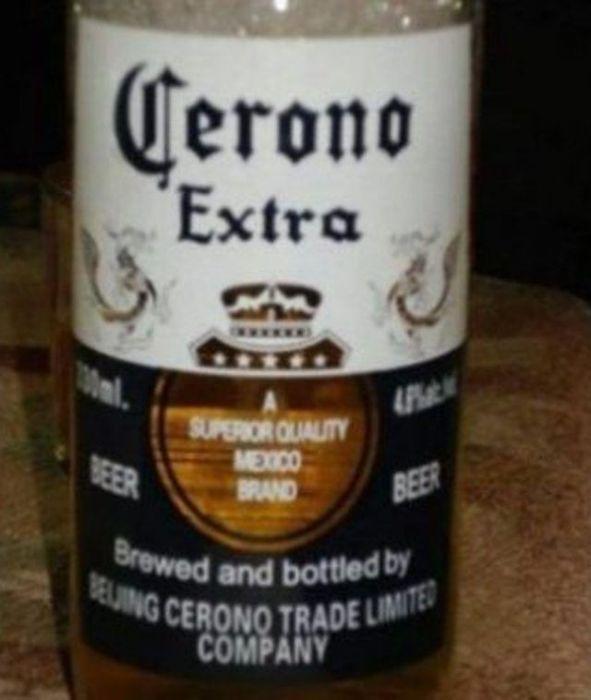 Cerono
Extra
A
SUPERIOR QUALITY
MEXICO
BRAND
BEER
BEER
Brewed and bottled by
BEIJING CERONO TRADE LIMITED
COMPANY